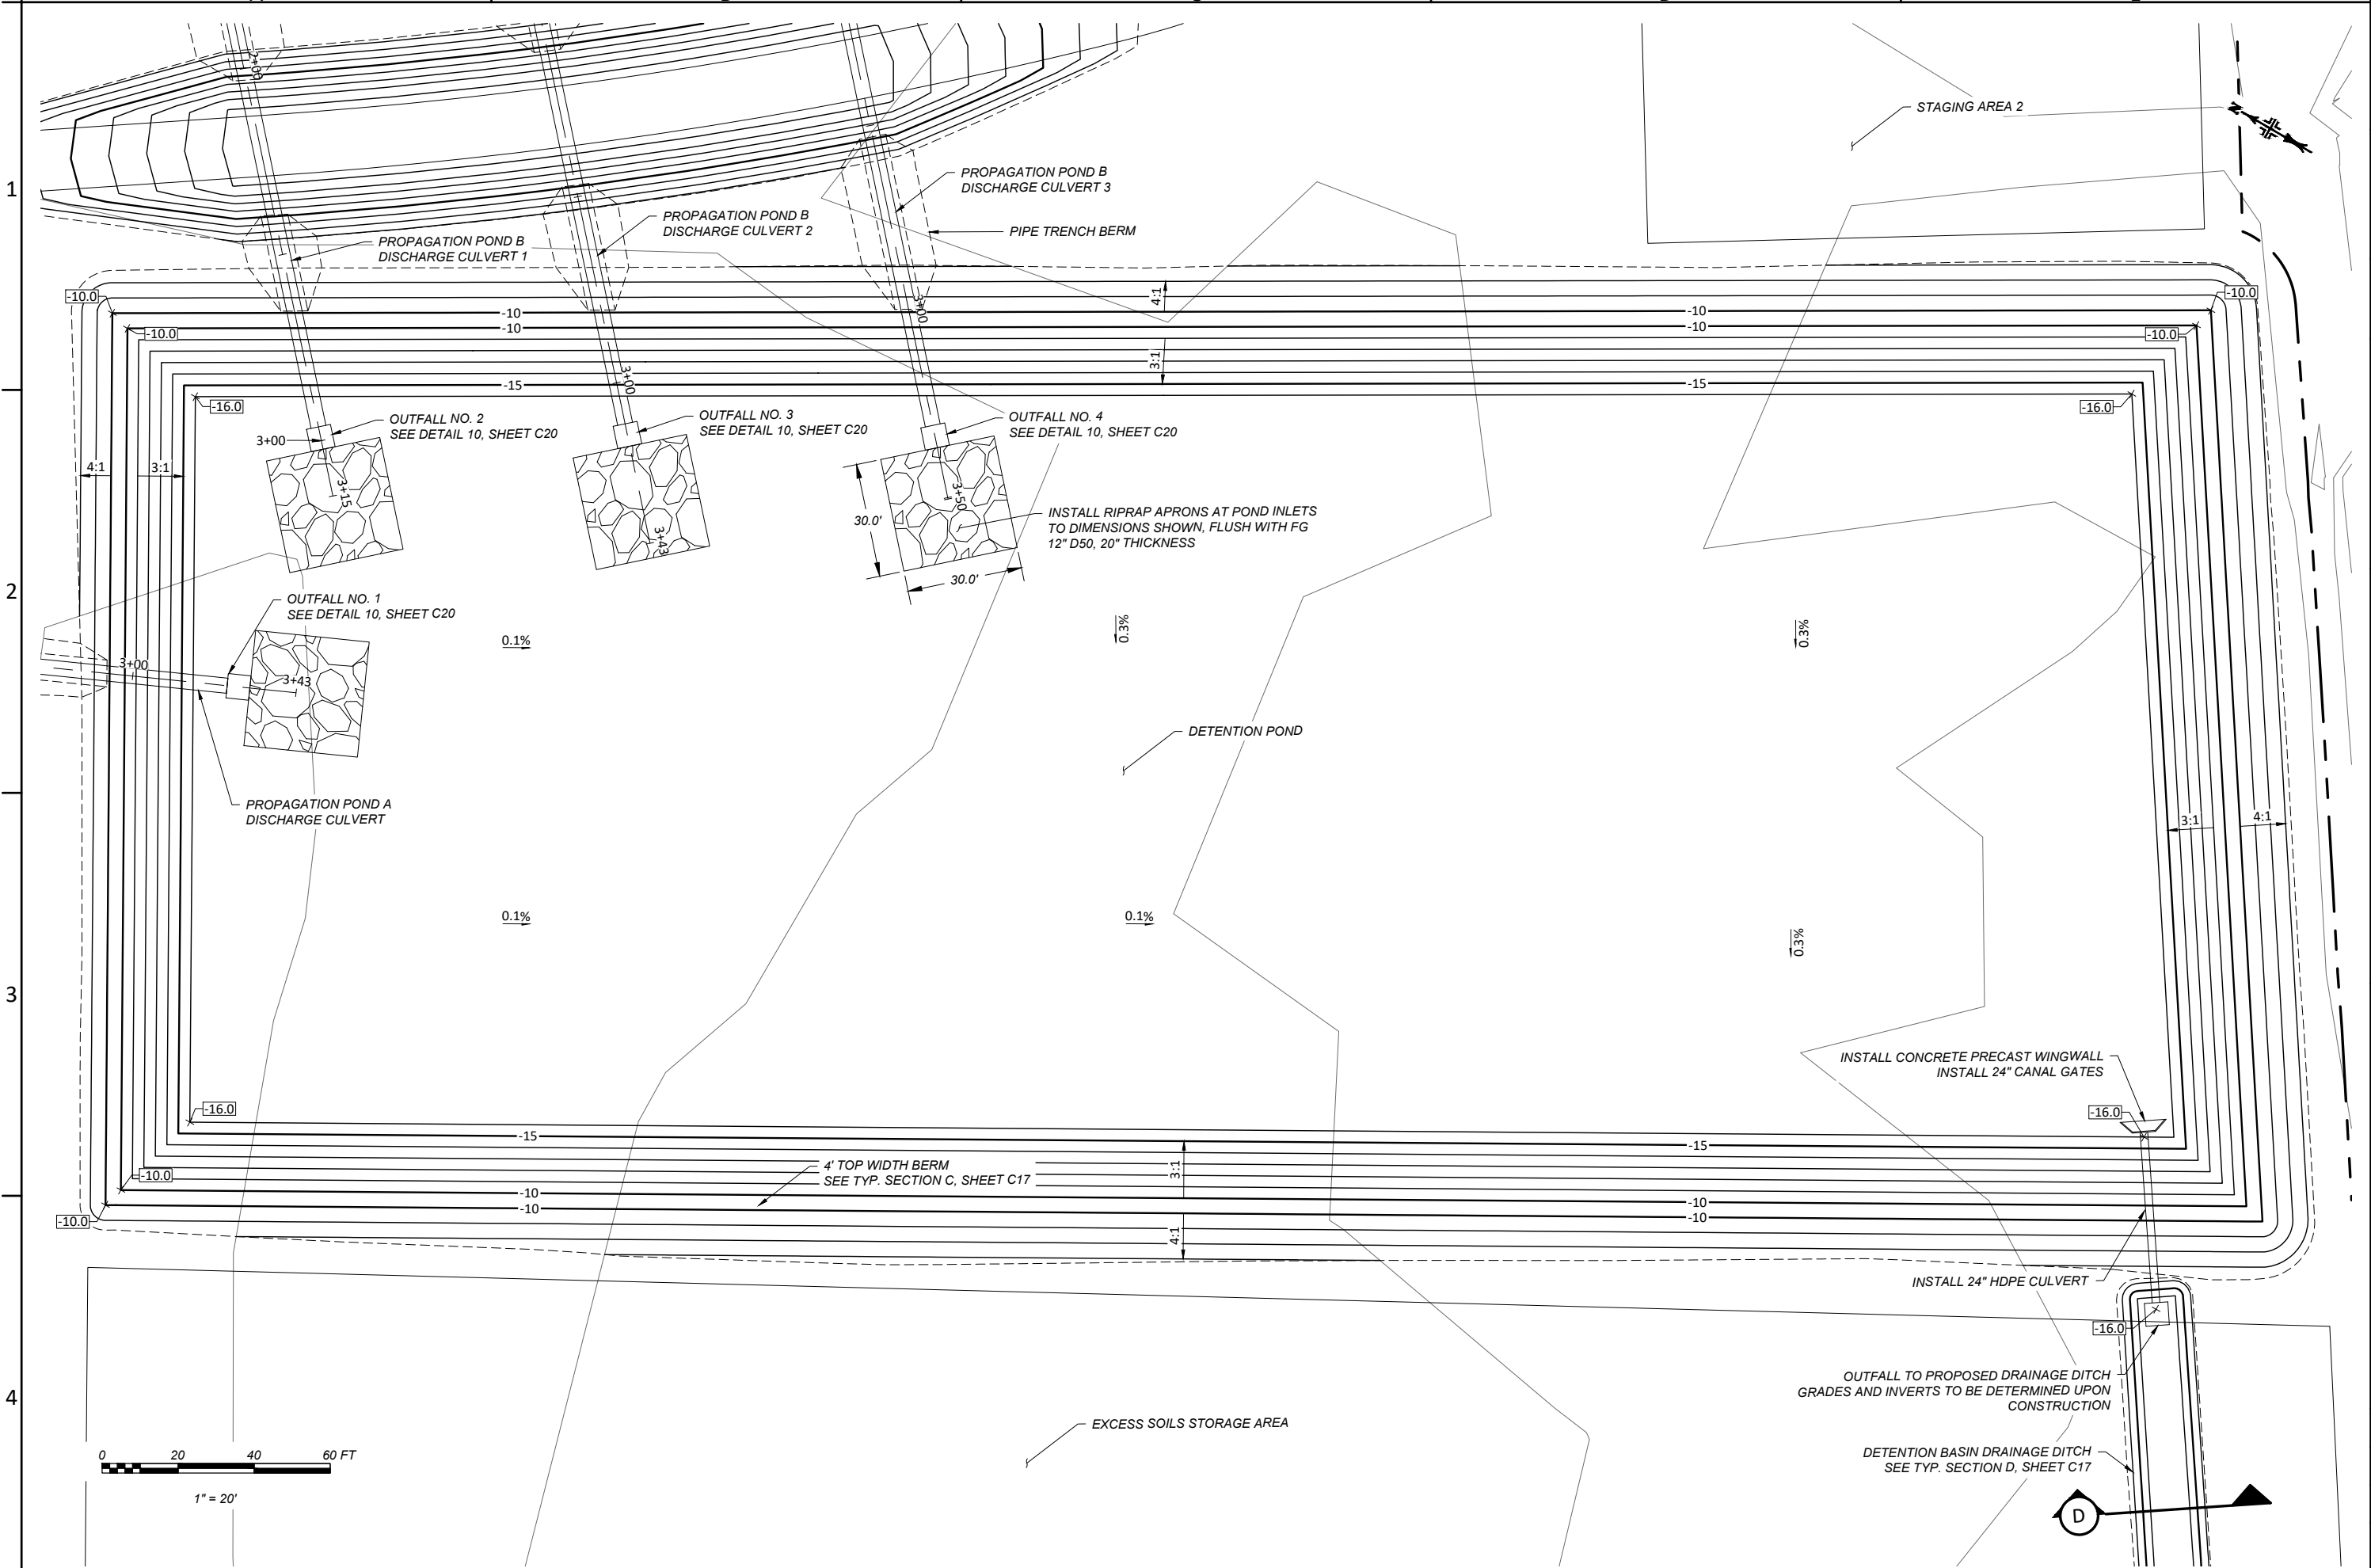 1
2
3
4
3+00
N
STAGING AREA 2
PROPAGATION POND B
DISCHARGE CULVERT 3
PROPAGATION POND B
DISCHARGE CULVERT 2
PIPE TRENCH BERM
PROPAGATION POND B
DISCHARGE CULVERT 1
-10.0
-10.0
4:1
3+00
-10
-10
-10
-10
-10.0
-10.0
3:1
3+00
-15
-15
-16.0
-16.0
OUTFALL NO. 2
SEE DETAIL 10, SHEET C20
OUTFALL NO. 3
SEE DETAIL 10, SHEET C20
OUTFALL NO. 4
SEE DETAIL 10, SHEET C20
3+00
4:1
3:1
3+15
3+43
3+50
30.0'
30.0'
INSTALL RIPRAP APRONS AT POND INLETS
TO DIMENSIONS SHOWN, FLUSH WITH FG
12" D50, 20" THICKNESS
OUTFALL NO. 1
SEE DETAIL 10, SHEET C20
0.1%
0.3%
0.3%
3+00
3+43
DETENTION POND
PROPAGATION POND A
DISCHARGE CULVERT
3:1
4:1
0.1%
0.1%
0.3%
INSTALL CONCRETE PRECAST WINGWALL
INSTALL 24" CANAL GATES
-16.0
-16.0
-15
-15
4' TOP WIDTH BERM
SEE TYP. SECTION C, SHEET C17
3:1
-10.0
-10
-10
-10
-10
-10.0
4:1
INSTALL 24" HDPE CULVERT
-16.0
OUTFALL TO PROPOSED DRAINAGE DITCH
GRADES AND INVERTS TO BE DETERMINED UPON
CONSTRUCTION
EXCESS SOILS STORAGE AREA
DETENTION BASIN DRAINAGE DITCH
SEE TYP. SECTION D, SHEET C17
0 20 40 60 FT
1" = 20'
D